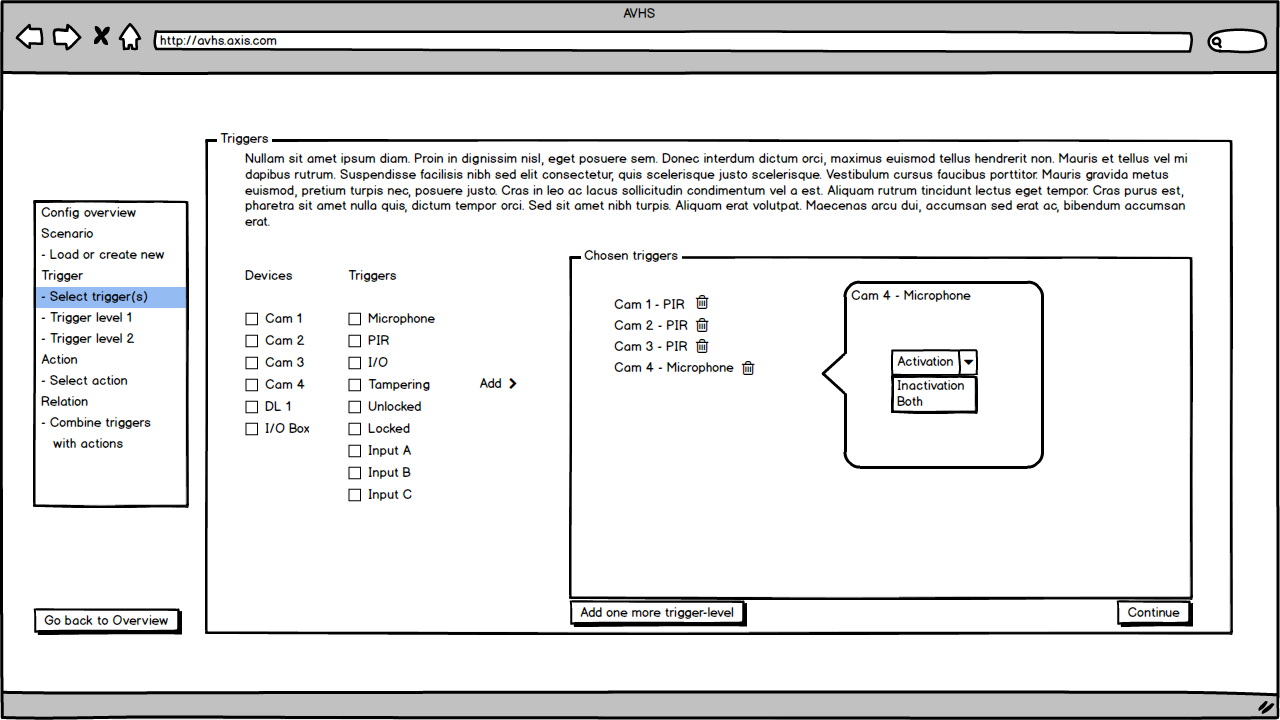 AVHS
http://avhs.axis.com
Triggers
Nullam sit amet ipsum diam. Proin in dignissim nisl, eget posuere sem. Donec interdum dictum orci, maximus euismod tellus hendrerit non. Mauris et tellus vel mi
dapibus rutrum. Suspendisse facilisis nibh sed elit consectetur, quis scelerisque justo scelerisque. Vestibulum cursus faucibus porttitor. Mauris gravida metus
euismod, pretium turpis nec, posuere justo. Cras in leo ac lacus sollicitudin condimentum vel a est. Aliquam rutrum tincidunt lectus eget tempor. Cras purus est,
pharetra sit amet nulla quis, dictum tempor orci. Sed sit amet nibh turpis. Aliquam erat volutpat. Maecenas arcu dui, accumsan sed erat ac, bibendum accumsan
erat.
Config overview
Scenario
- Load or create new
Trigger
- Select trigger(s)
- Trigger level 1
- Trigger level 2
Action
- Select action
Relation
- Combine triggers
with actions
Go back to Overview
Devices
Cam 1
Cam 2
Cam 3
Cam 4
DL 1
I/O Box
Triggers
Microphone
PIR
I/O
Tampering
Unlocked
Locked
Input A
Input B
Input C
Add
Chosen triggers
Cam 1 - PIR
Cam 2 - PIR
Cam 3 - PIR
Cam 4 - Microphone
Cam 4 - Microphone
Activation
Inactivation
Both
Add one more trigger-level
Continue